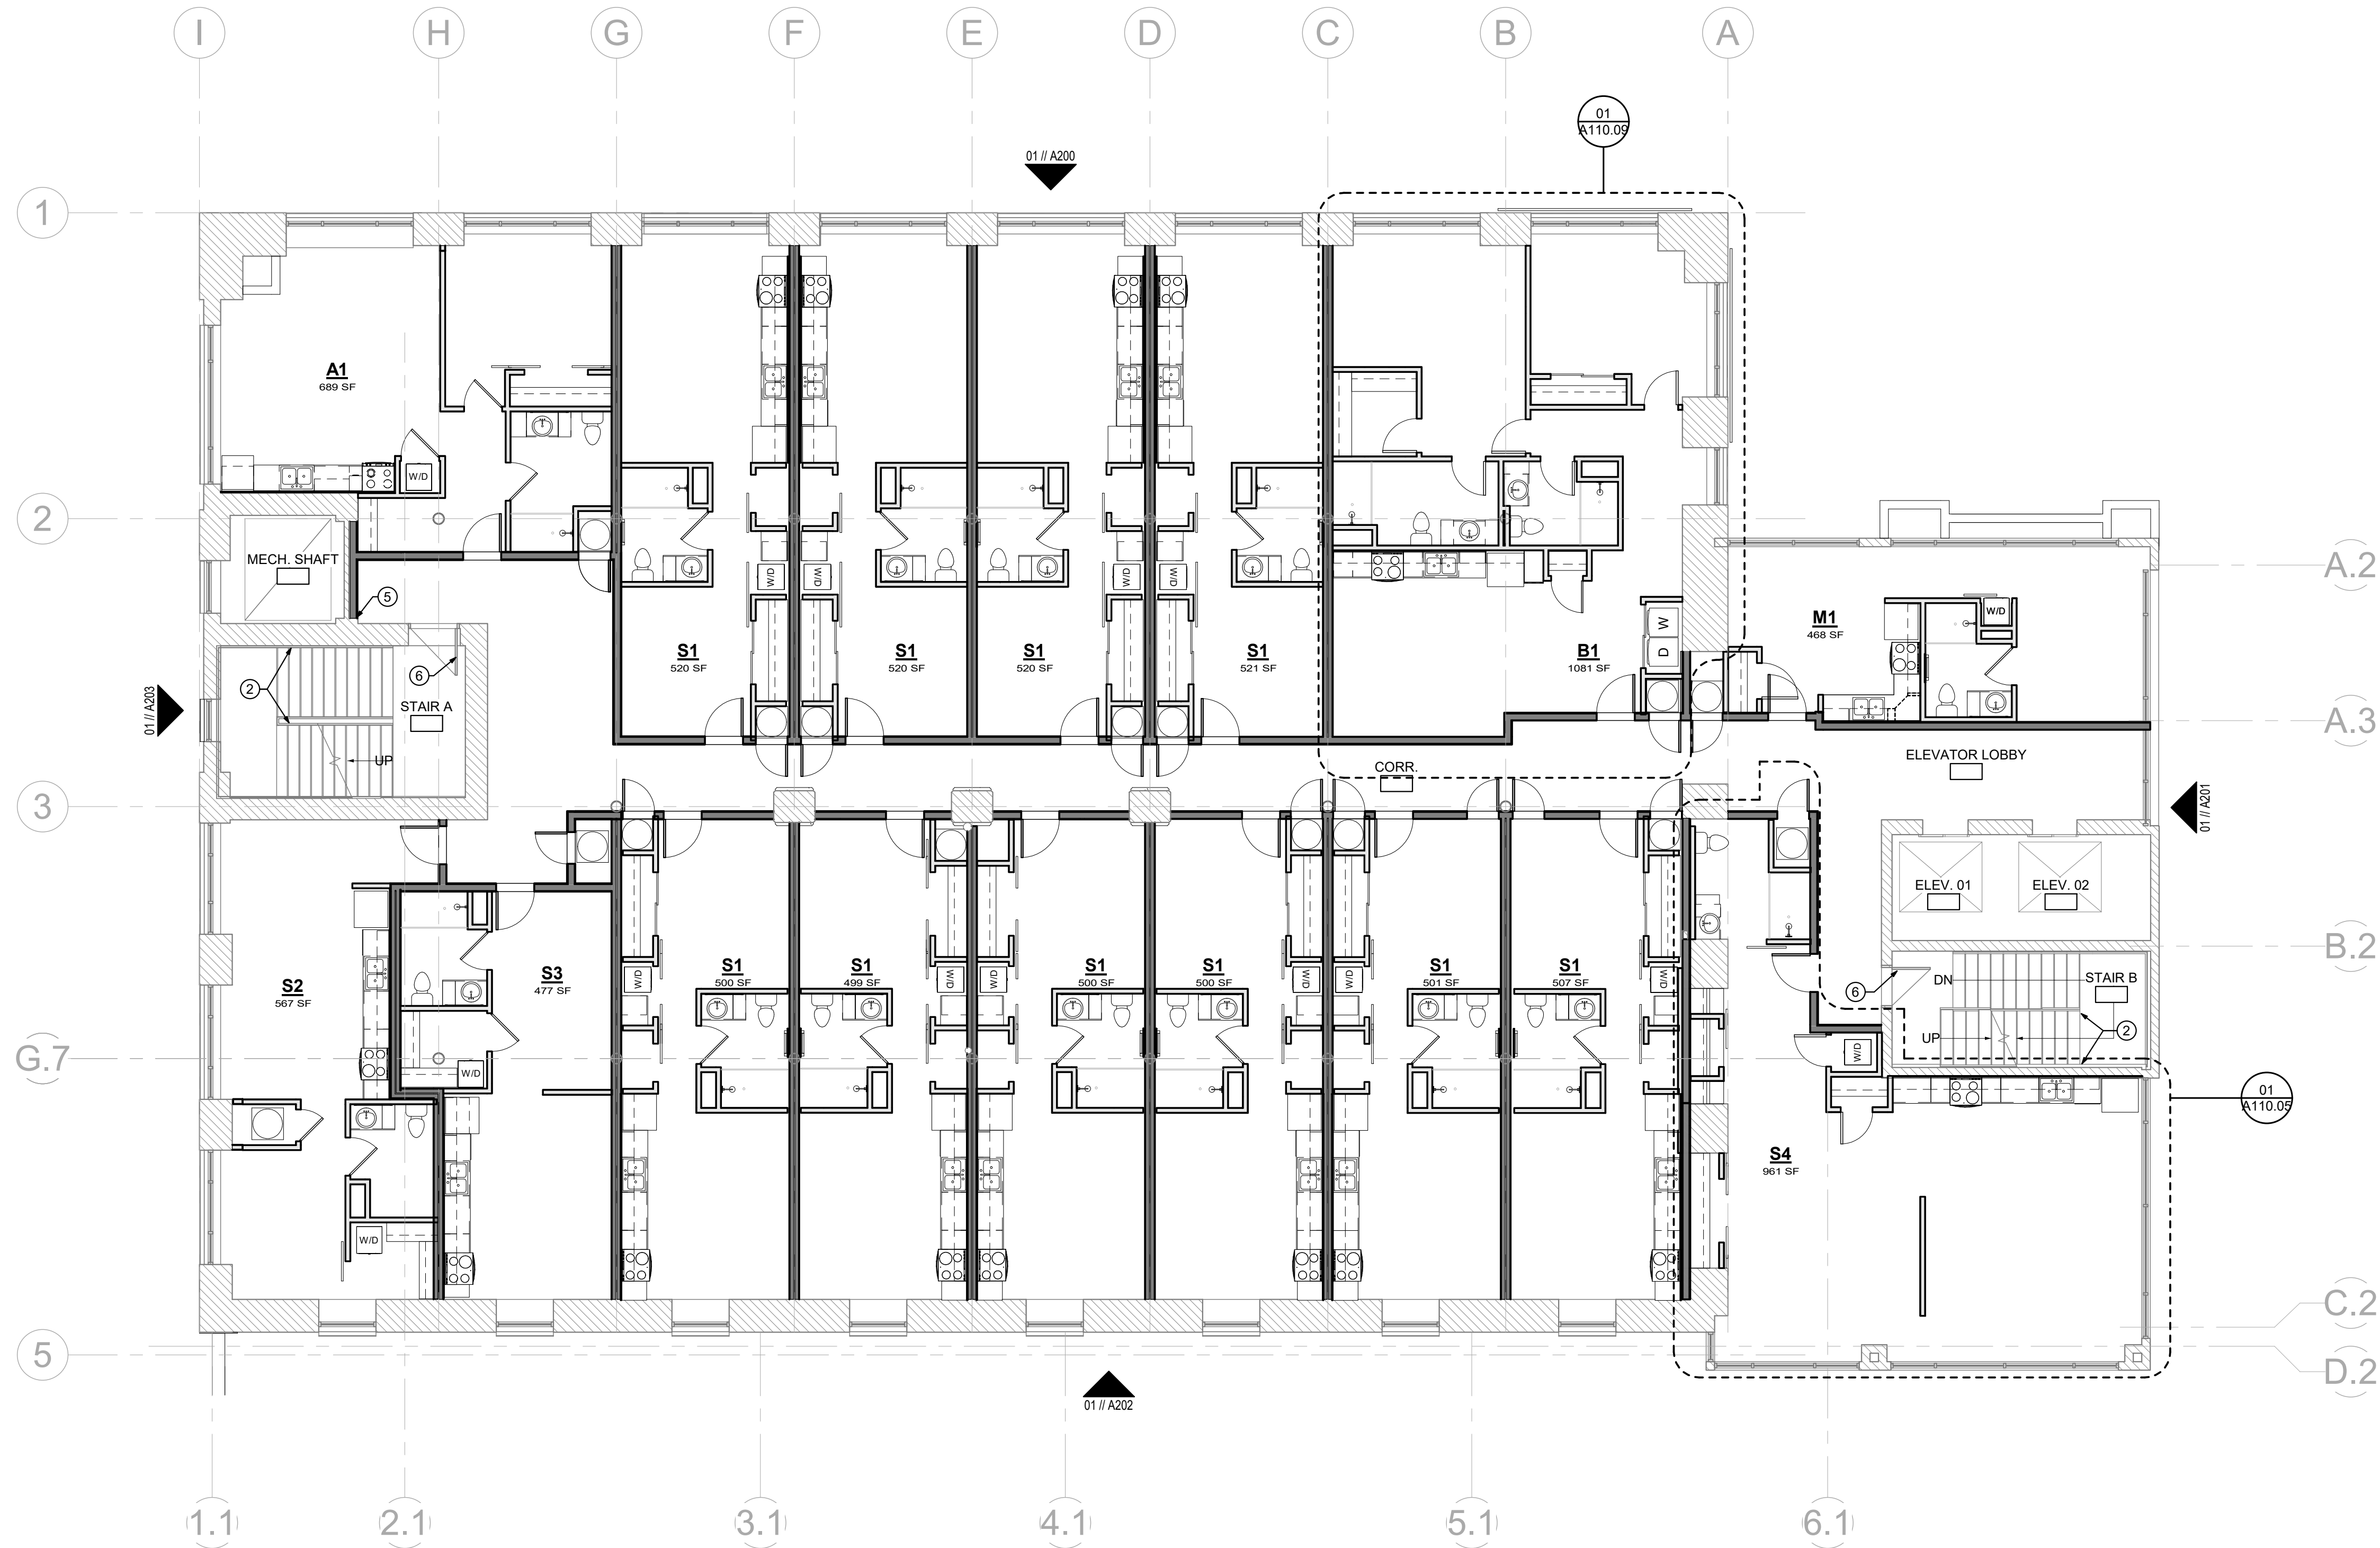 I H G F E D C B A
01
A110.09
01 // A200
1
A1
689 SF
W/D
2
MECH. SHAFT
5
A.2
M1
468 SF
W/D
W/D
W/D
W/D
W/D
W
D
S1
520 SF
S1
520 SF
S1
520 SF
S1
521 SF
B1
1081 SF
6
2
STAIR A
UP
01 // A203
A.3
ELEVATOR LOBBY
CORR.
3
01 // A201
ELEV. 01
ELEV. 02
B.2
S2
567 SF
S3
477 SF
W/D
S1
500 SF
S1
499 SF
W/D
W/D
S1
500 SF
S1
500 SF
W/D
W/D
S1
501 SF
S1
507 SF
W/D
6
DN
STAIR B
UP
2
G.7
W/D
W/D
01
A110.05
S4
961 SF
W/D
C.2
5
D.2
01 // A202
1.1 2.1 3.1 4.1 5.1 6.1